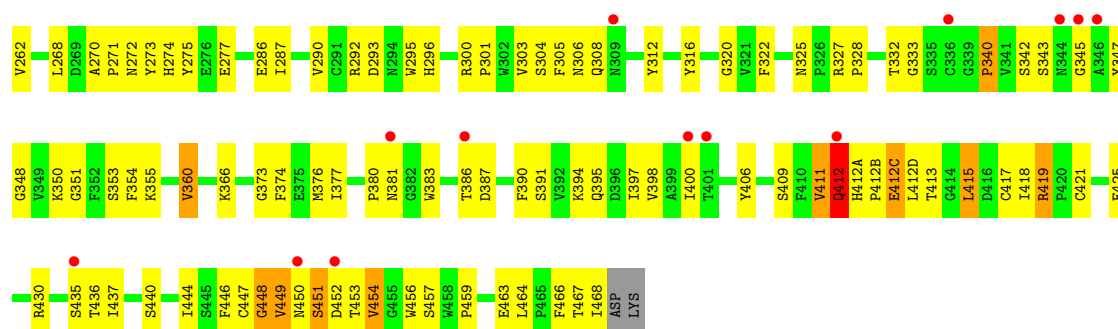 V262 L268 D269 A270 P271 N272 Y273 H274 Y275 E276 E277 E286 I287 V290 C291 R292 D293 N294 W295 H296 R300 P301 W302 V303 S304 F305 N306 Q308 N309 Y312 Y316 G320 V321 F322 N325 P326 R327 P328 T332 G333 S335 C336 G339 P340 V341 S342 S343 N344 G345 A346 Y347
G348 V349 K350 G351 F352 S353 F354 K355 V360 K366 G373 F374 E375 M376 I377 P380 N381 G382 W383 T386 D387 F390 S391 V392 K394 Q395 D396 I397 V398 A399 I400 T401 Y406 S409 F410 V411 Q412 H412A P412B E412C L412D T413 G414 L415 D416 C417 I418 R419 P420 C421
R430 S435 T436 I437 S440 I444 S445 F446 C447 G448 V449 N450 S451 D452 T453 V454 G455 W456 S457 W458 P459 E463 L464 P465 F466 T467 I468 ASP LYS